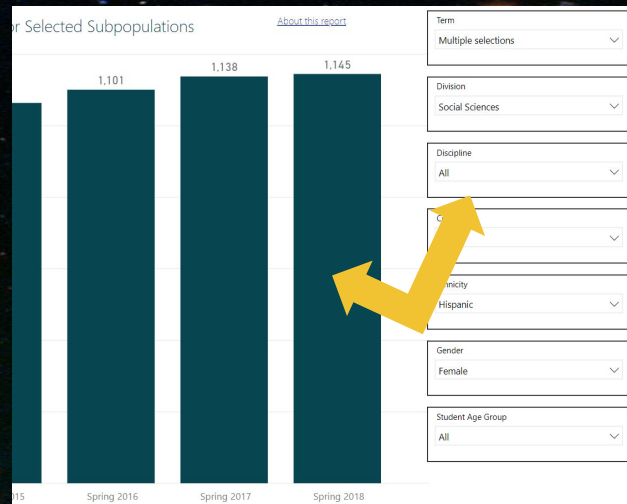 r Selected Subpopulations
About this report
1,101
1,138
1,145
015
Spring 2016
Spring 2017
Spring 2018
Term
Multiple selections
Division
Social Sciences
Discipline
All
C
nicity
Hispanic
Gender
Female
Student Age Group
All